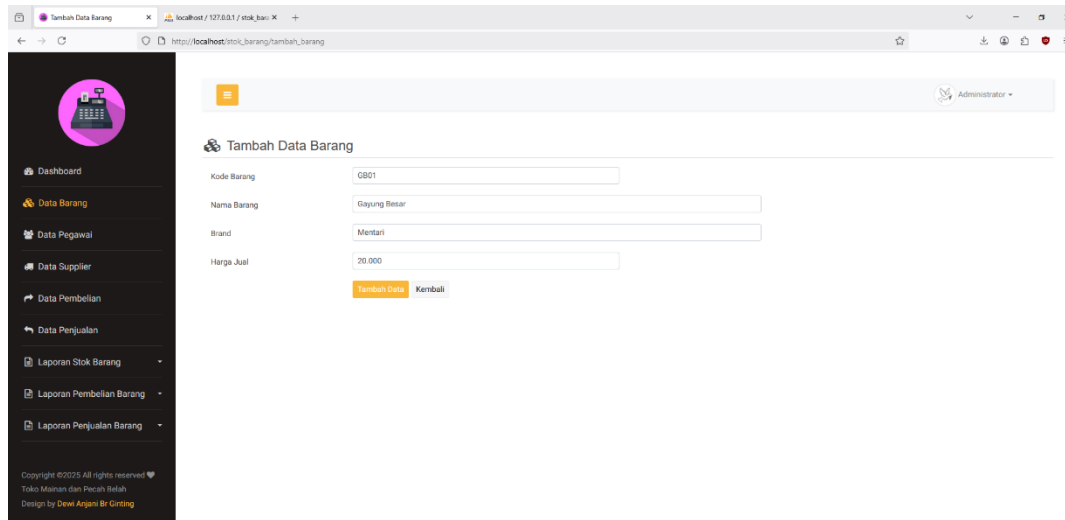 Tambah Data Barang
localhost / 127.0.0.1 / stok_bara
http://localhost/stok_barang/tambah_barang
Administrator
Tambah Data Barang
Dashboard
Data Barang
Data Pegawai
Data Supplier
Data Pembelian
Data Penjualan
Laporan Stok Barang
Laporan Pembelian Barang
Laporan Penjualan Barang
Copyright ©2025 All rights reserved
Toko Mainan dan Pecah Belah
Design by Dewi Anjani Br Ginting
Kode Barang GB01
Nama Barang Gayung Besar
Brand Mentari
Harga Jual 20.000
Tambah Data Kembali